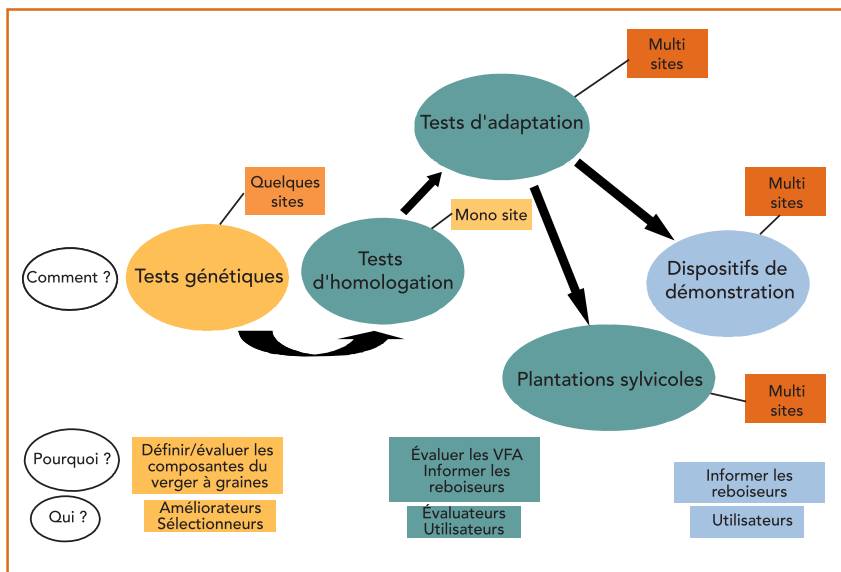 Multi
sites
Tests d'adaptation
Quelques
sites
Multi
sites
Mono site
Comment ?
Tests génétiques
Tests
d'homologation
Dispositifs de
démonstration
Plantations sylvicoles
Multi
sites
Pourquoi ?
Définir/évaluer les
composantes du
verger à graines
Évaluer les VFA
Informer les
reboiseurs
Informer les
reboiseurs
Qui ?
Améliorateurs
Sélectionneurs
Évaluateurs
Utilisateurs
Utilisateurs